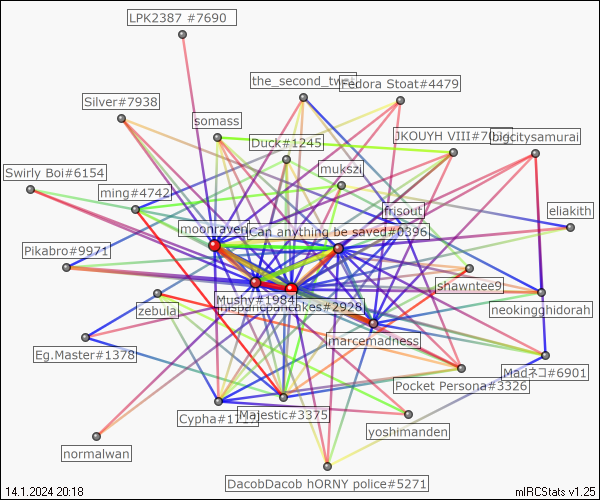 LPK2387 #7690
the_second_tw
Fedora Stoat#4479
Silver#7938
somass
Duck#1245
JKOUYH VIII#70
bigcitysamurai
mukszi
Swirly Boi#6154
ming#4742
frisout
eliakith
moonraven
Can anything be saved#0396
Pikabro#9971
shawntee9
Mushy#1984
hispanicpancakes#2928
zebula
neokingghidorah
marcemadness
Eg.Master#1378
Madネコ#6901
Pocket Persona#3326
Cypha#1719
Majestic#3375
yoshimanden
normalwan
DacobDacob hORNY police#5271
14.1.2024 20:18
mIRCStats v1.25